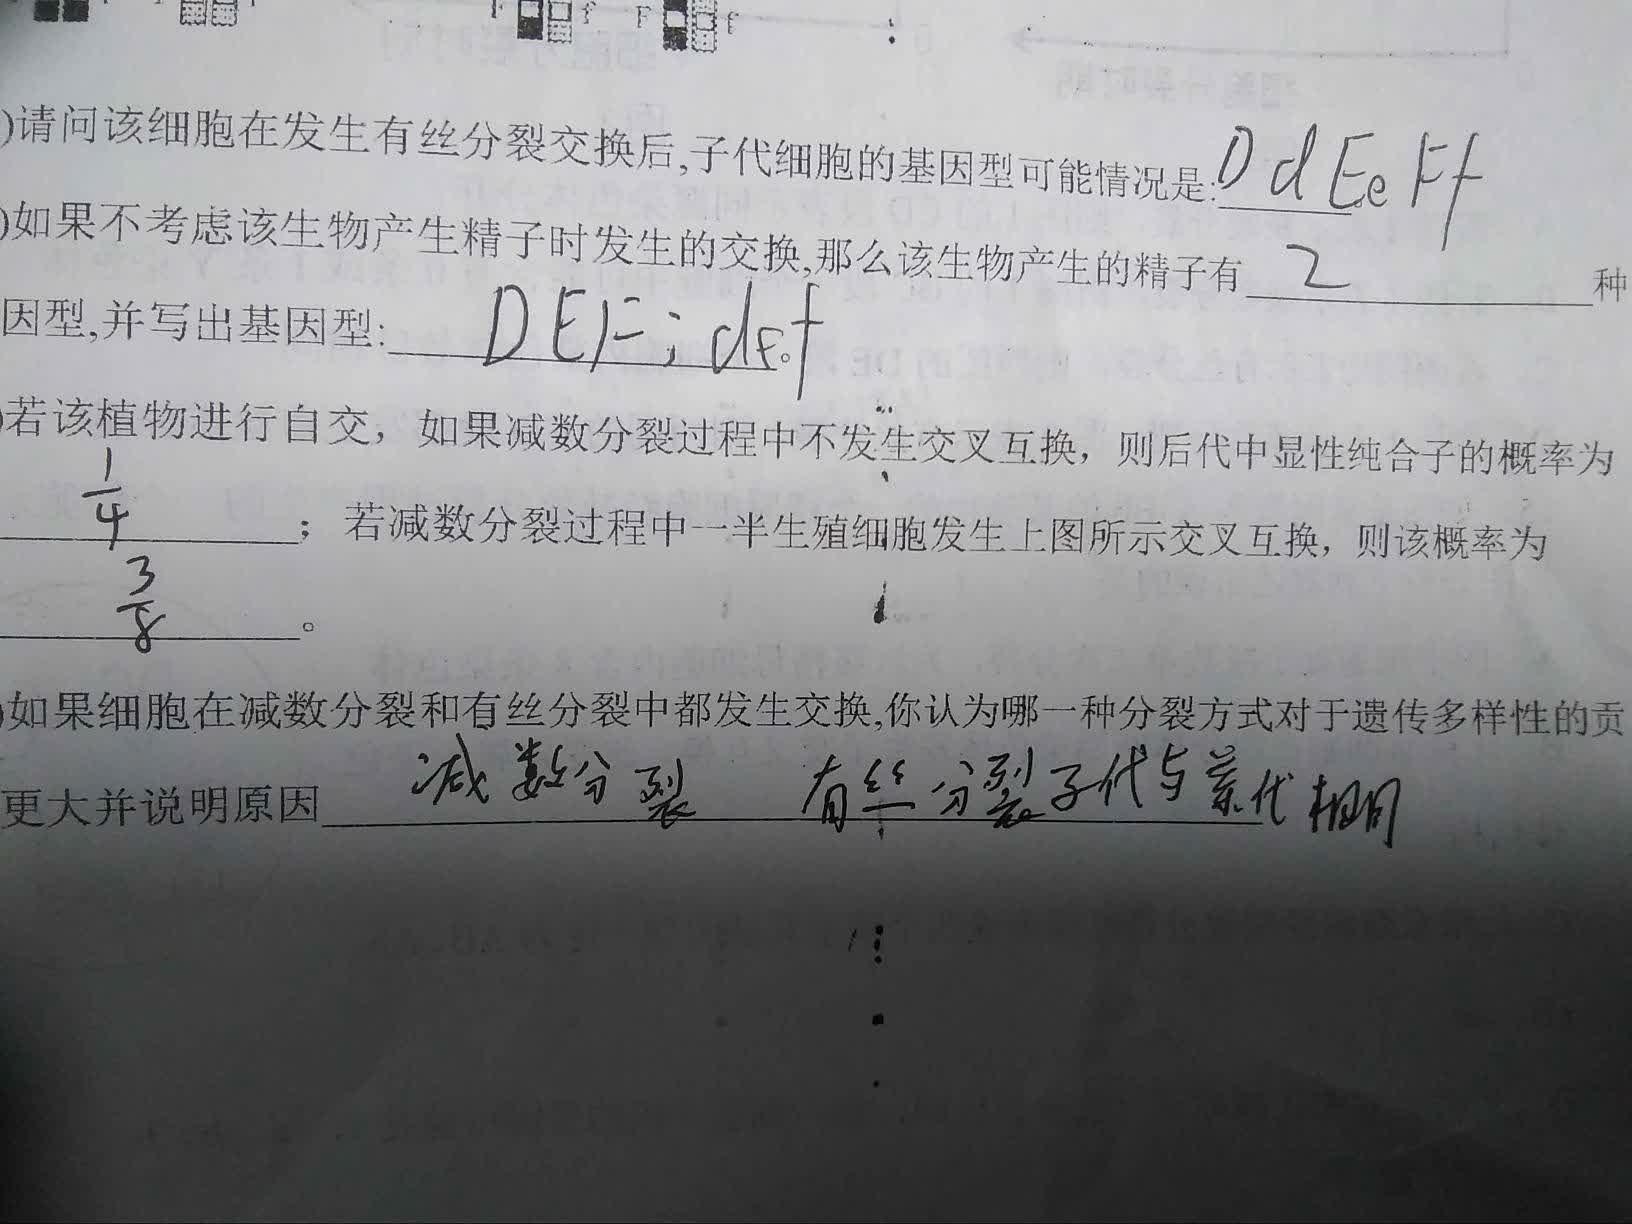 f F f
)请问该细胞在发生有丝分裂交换后,子代细胞的基因型可能情况是: DdEeFf
)如果不考虑该生物产生精子时发生的交换,那么该生物产生的精子有 2 种
因型,并写出基因型: DEF; def
)若该植物进行自交，如果减数分裂过程中不发生交叉互换，则后代中显性纯合子的概率为
1/4 ；若减数分裂过程中一半生殖细胞发生上图所示交叉互换，则该概率为
3/8 。
)如果细胞在减数分裂和有丝分裂中都发生交换,你认为哪一种分裂方式对于遗传多样性的贡
更大并说明原因 减数分裂 有丝分裂子代与亲代相同